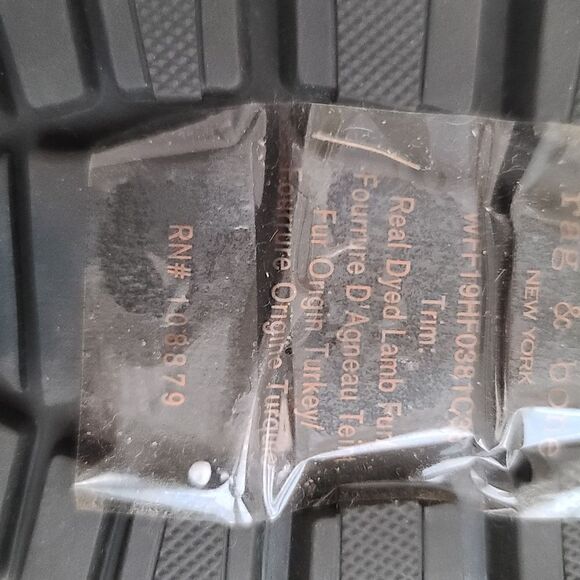 rag & bone
NEW YORK
Trim:
Real Dyed Lamb Fur
Fourrure D'Agneau Teint
Fur Origin Turkey/
Fourrure Origine Turquie
RN# 108879